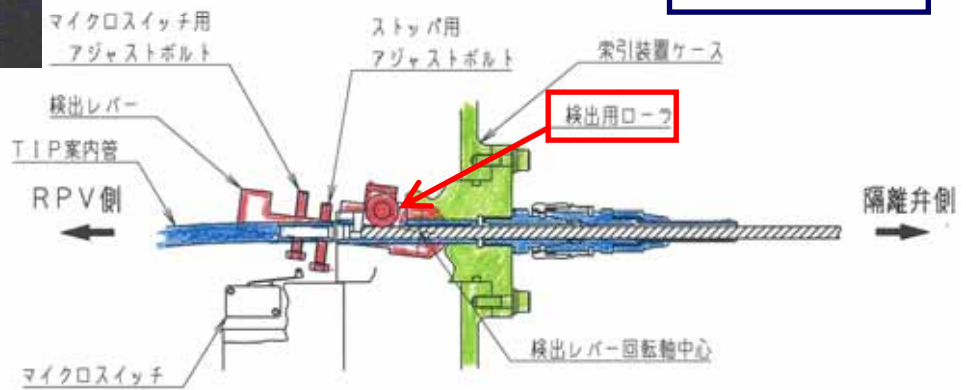 マイクロスイッチ用
アジャストボルト
ストッパ用
アジャストボルト
索引装置ケース
検出レバー
検出用ローラ
TIP案内管
RPV側
隔離弁側
検出レバー回転軸中心
マイクロスイッチ